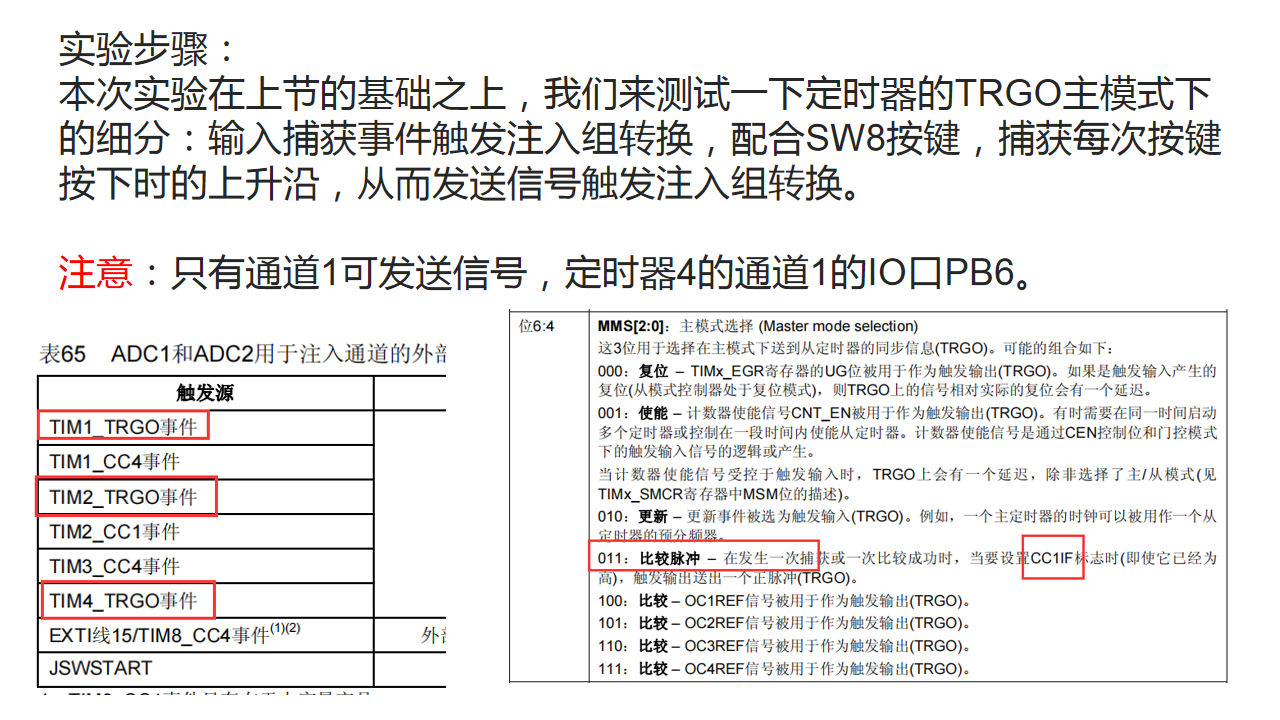 实验步骤：
本次实验在上节的基础之上，我们来测试一下定时器的TRGO主模式下
的细分：输入捕获事件触发注入组转换，配合SW8按键，捕获每次按键
按下时的上升沿，从而发送信号触发注入组转换。
注意：只有通道1可发送信号，定时器4的通道1的IO口PB6。
表65 ADC1和ADC2用于注入通道的外部
触发源
TIM1_TRGO事件
TIM1_CC4事件
TIM2_TRGO事件
TIM2_CC1事件
TIM3_CC4事件
TIM4_TRGO事件
EXTI线15/TIM8_CC4事件(1)(2) 外部
JSWSTART
位6:4
MMS[2:0]：主模式选择 (Master mode selection)
这3位用于选择在主模式下送到从定时器的同步信息(TRGO)。可能的组合如下：
000：复位 – TIMx_EGR寄存器的UG位被用于作为触发输出(TRGO)。如果是触发输入产生的
复位(从模式控制器处于复位模式)，则TRGO上的信号相对实际的复位会有一个延迟。
001：使能 – 计数器使能信号CNT_EN被用于作为触发输出(TRGO)。有时需要在同一时间启动
多个定时器或控制在一段时间内使能从定时器。计数器使能信号是通过CEN控制位和门控模式
下的触发输入信号的逻辑或产生。
当计数器使能信号受控于触发输入时，TRGO上会有一个延迟，除非选择了主/从模式(见
TIMx_SMCR寄存器中MSM位的描述)。
010：更新 – 更新事件被选为触发输入(TRGO)。例如，一个主定时器的时钟可以被用作一个从
定时器的预分频器。
011：比较脉冲 – 在发生一次捕获或一次比较成功时，当要设置CC1IF标志时(即使它已经为
高)，触发输出送出一个正脉冲(TRGO)。
100：比较 – OC1REF信号被用于作为触发输出(TRGO)。
101：比较 – OC2REF信号被用于作为触发输出(TRGO)。
110：比较 – OC3REF信号被用于作为触发输出(TRGO)。
111：比较 – OC4REF信号被用于作为触发输出(TRGO)。